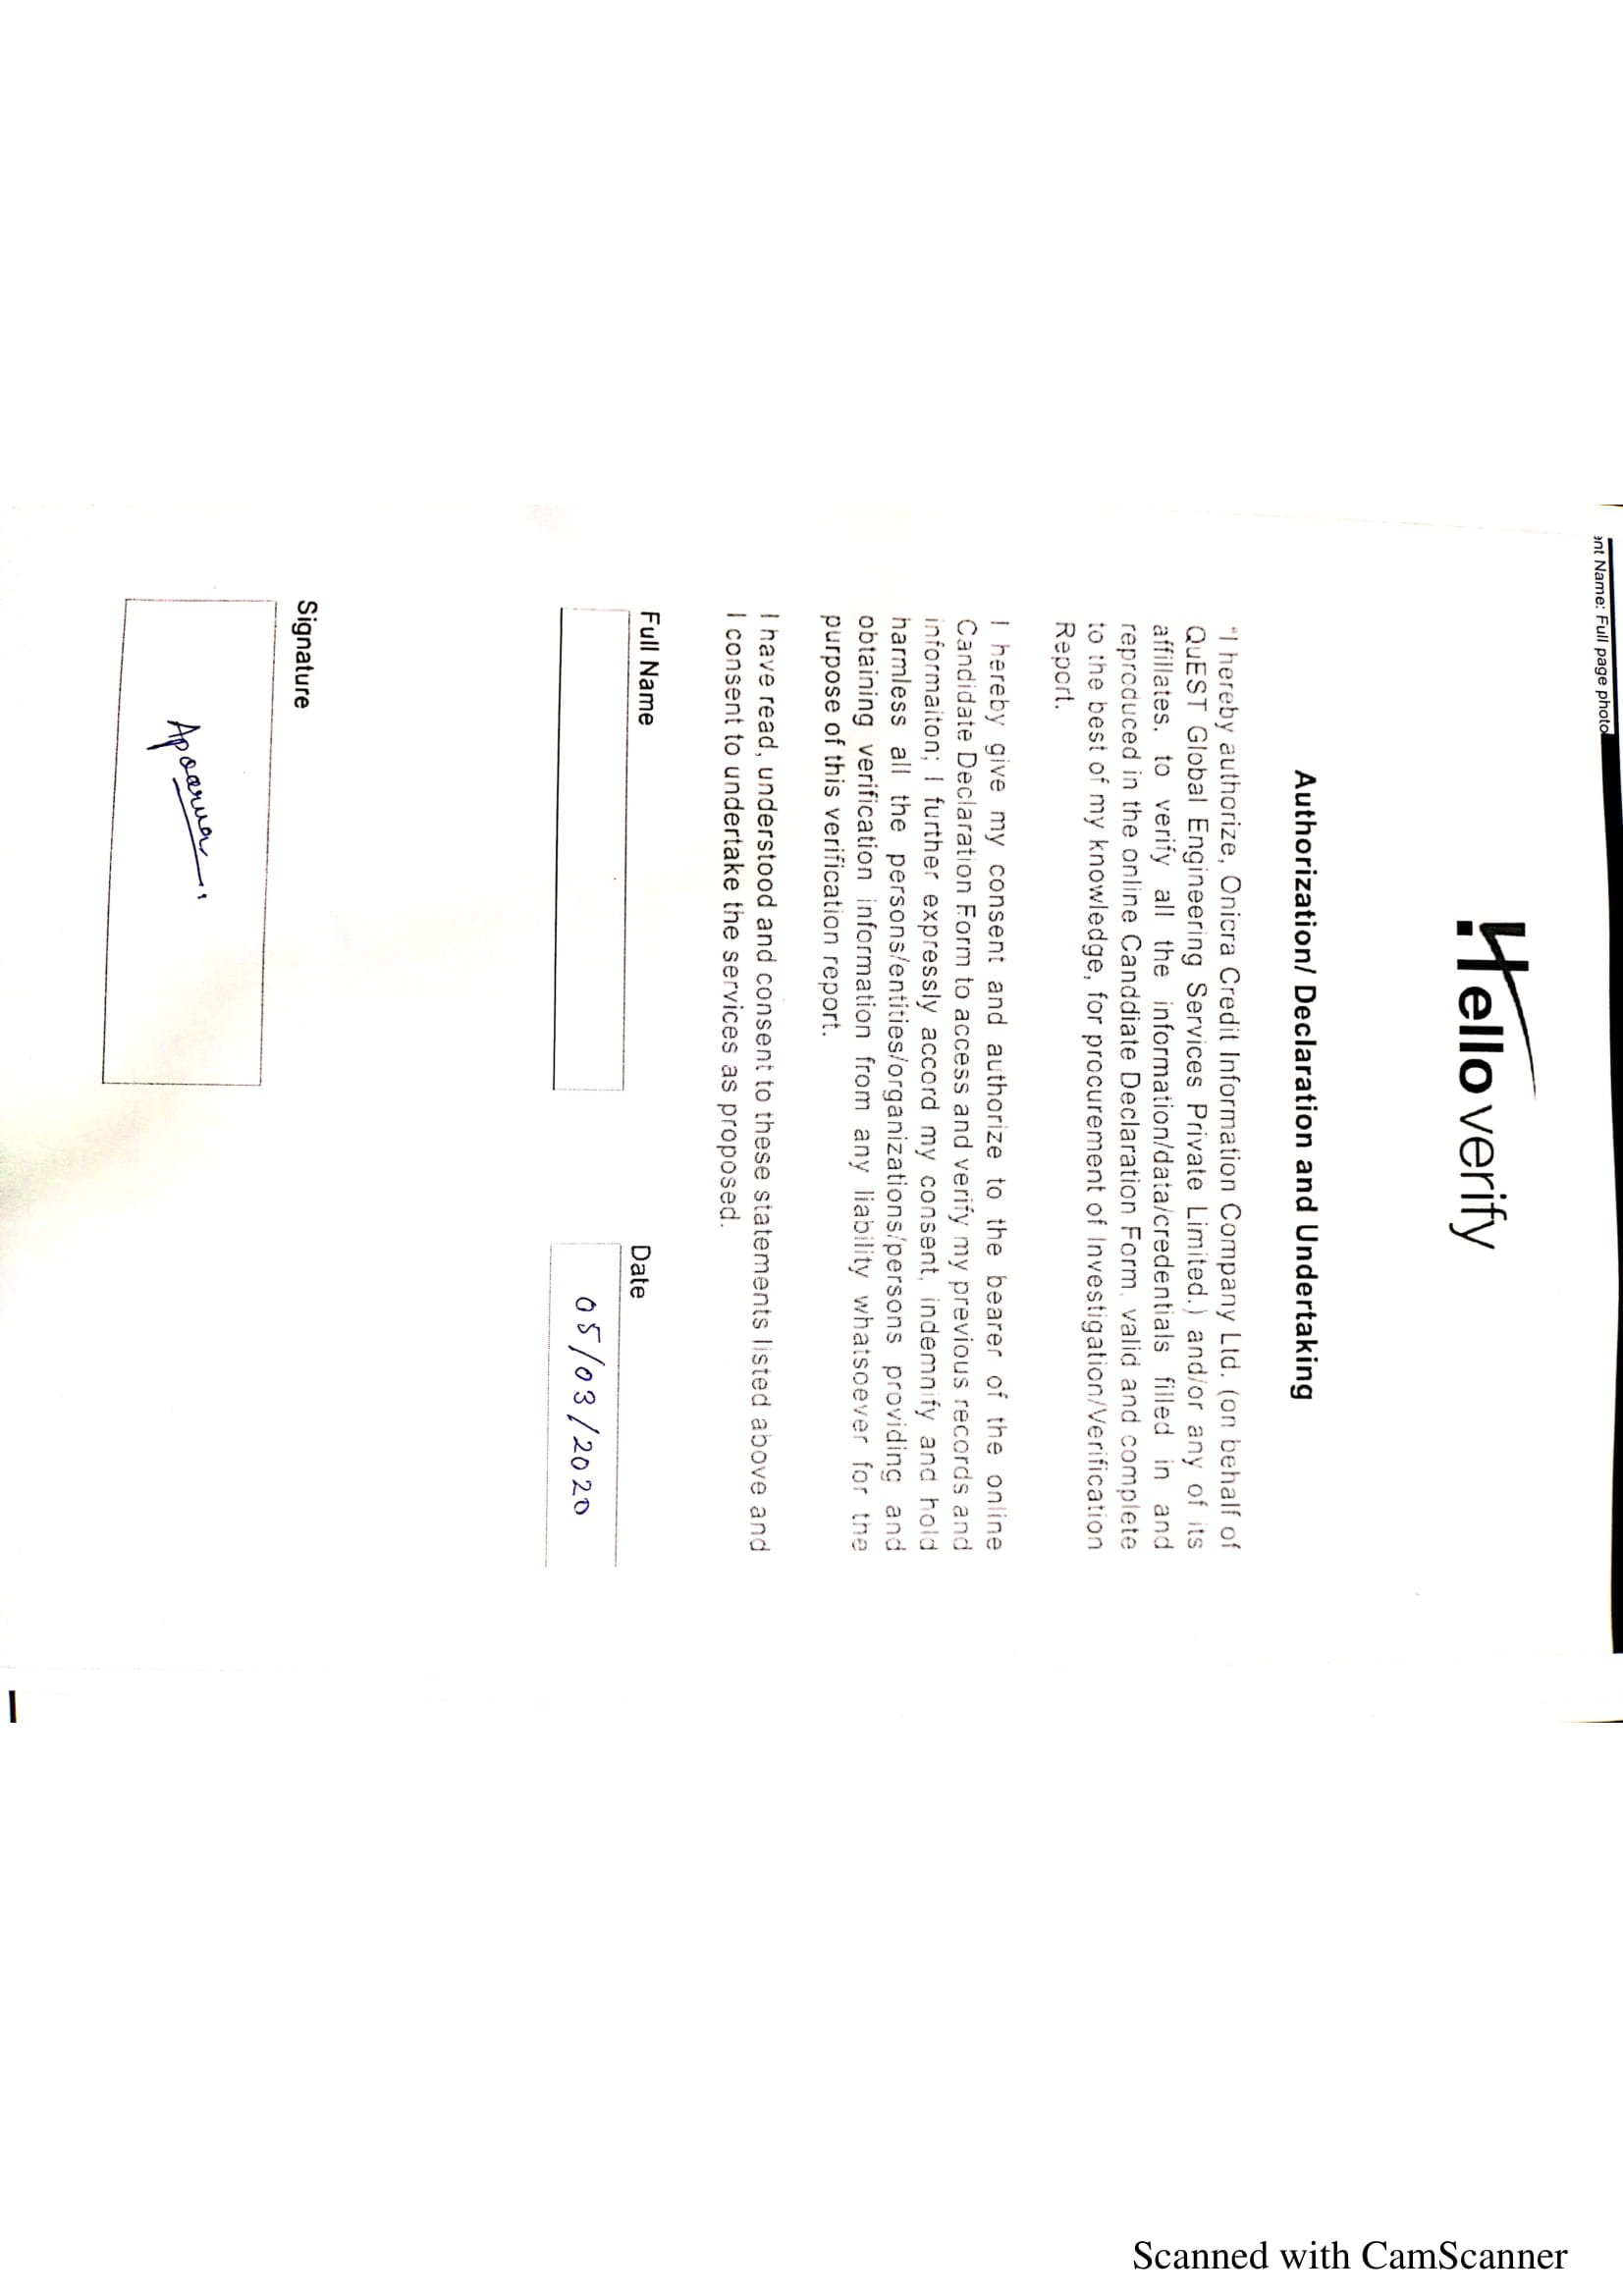 ent Name: Full page photo
Helloverify
Authorization/ Declaration and Undertaking
"I hereby authorize, Onicra Credit Information Company Ltd. (on behalf of
QuEST Global Engineering Services Private Limited.) and/or any of its
affillates, to verify all the information/data/credentials filled in and
reproduced in the online Canddiate Declaration Form, valid and complete
to the best of my knowledge, for procurement of Investigation/Verification
Report.
I hereby give my consent and authorize to the bearer of the online
Candidate Declaration Form to access and verify my previous records and
informaiton; I further expressly accord my consent, indemnify and hold
harmless all the persons/entities/organizations/persons providing and
obtaining verification information from any liability whatsoever for the
purpose of this verification report.
I have read, understood and consent to these statements listed above and
I consent to undertake the services as proposed.
Full Name Date
05/03/2020
Signature
Scanned with CamScanner